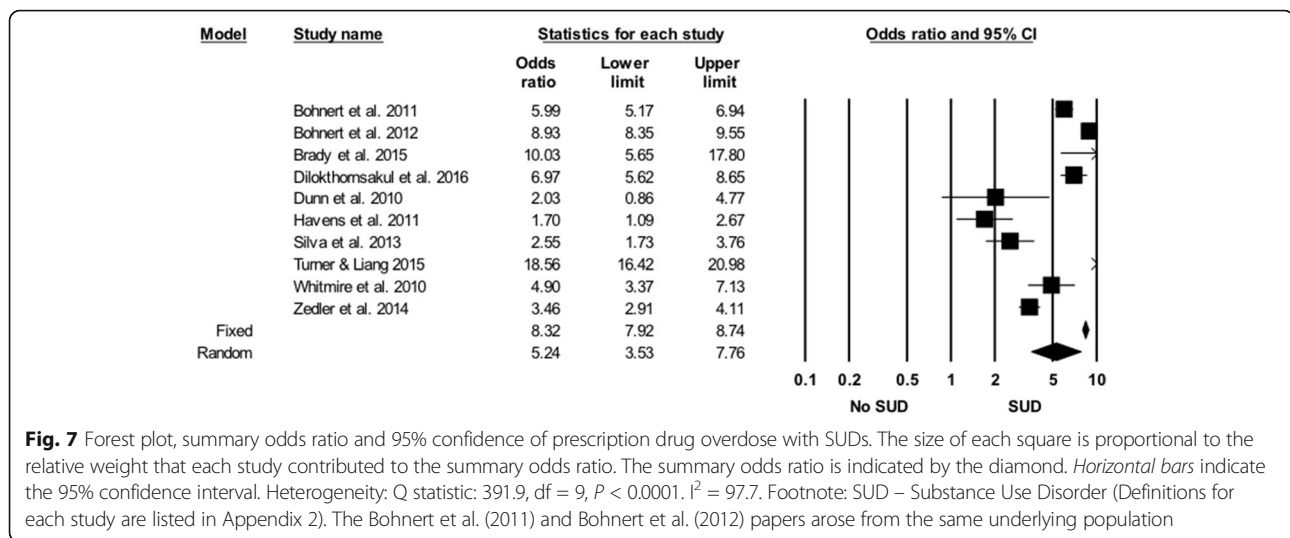 Model Study name Statistics for each study Odds ratio and 95% CI
Odds ratio Lower limit Upper limit
Bohnert et al. 2011 5.99 5.17 6.94
Bohnert et al. 2012 8.93 8.35 9.55
Brady et al. 2015 10.03 5.65 17.80
Dilokthornsakul et al. 2016 6.97 5.62 8.65
Dunn et al. 2010 2.03 0.86 4.77
Havens et al. 2011 1.70 1.09 2.67
Silva et al. 2013 2.55 1.73 3.76
Turner & Liang 2015 18.56 16.42 20.98
Whitmire et al. 2010 4.90 3.37 7.13
Zedler et al. 2014 3.46 2.91 4.11
Fixed 8.32 7.92 8.74
Random 5.24 3.53 7.76
0.1 0.2 0.5 1 2 5 10
No SUD SUD
Fig. 7 Forest plot, summary odds ratio and 95% confidence of prescription drug overdose with SUDs. The size of each square is proportional to the
relative weight that each study contributed to the summary odds ratio. The summary odds ratio is indicated by the diamond. Horizontal bars indicate
the 95% confidence interval. Heterogeneity: Q statistic: 391.9, df = 9, P < 0.0001. I² = 97.7. Footnote: SUD – Substance Use Disorder (Definitions for
each study are listed in Appendix 2). The Bohnert et al. (2011) and Bohnert et al. (2012) papers arose from the same underlying population